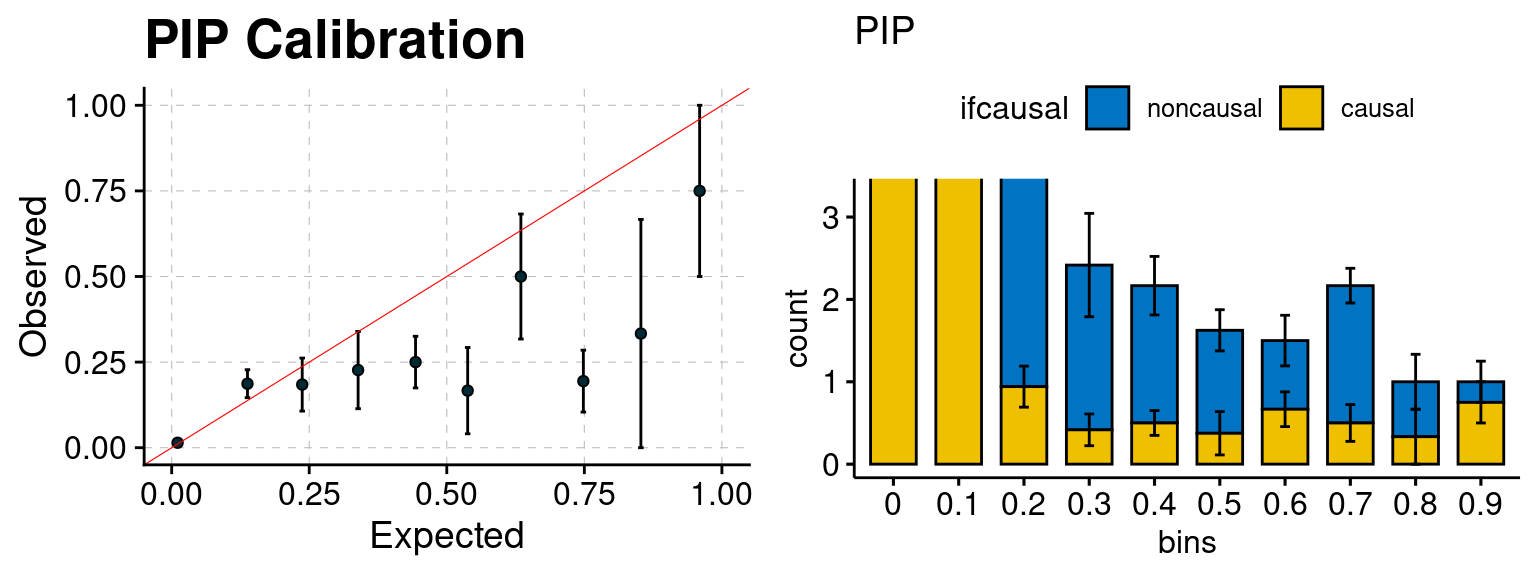 PIP Calibration
1.00
0.75
0.50
0.25
0.00
Observed
0.00 0.25 0.50 0.75 1.00
Expected
PIP
ifcausal noncausal causal
3
2
1
0
count
0 0.1 0.2 0.3 0.4 0.5 0.6 0.7 0.8 0.9
bins